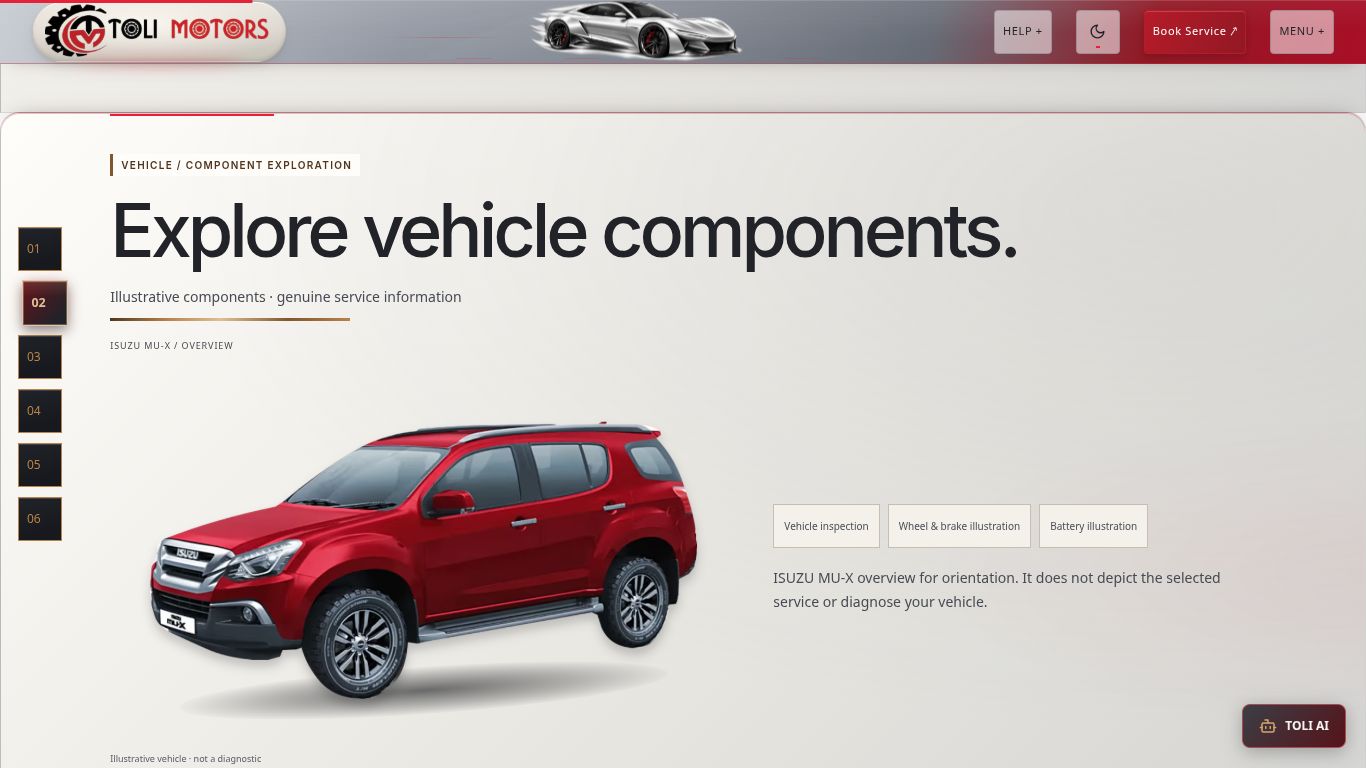 TOLI MOTORS
HELP +
Book Service ↗
MENU +
VEHICLE / COMPONENT EXPLORATION
Explore vehicle components.
Illustrative components · genuine service information
ISUZU MU-X / OVERVIEW
01
02
03
04
05
06
ISUZU
mu-X
Vehicle inspection
Wheel & brake illustration
Battery illustration
ISUZU MU-X overview for orientation. It does not depict the selected
service or diagnose your vehicle.
TOLI AI
Illustrative vehicle · not a diagnostic